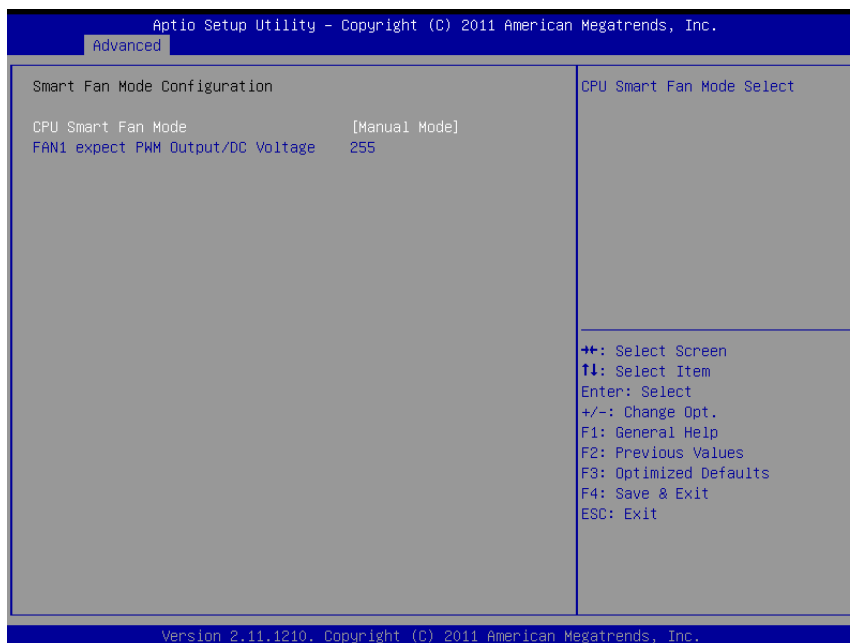 Aptio Setup Utility – Copyright (C) 2011 American Megatrends, Inc.
Advanced
Smart Fan Mode Configuration
CPU Smart Fan Mode [Manual Mode]
FAN1 expect PWM Output/DC Voltage 255
CPU Smart Fan Mode Select
→←: Select Screen
↑↓: Select Item
Enter: Select
+/-: Change Opt.
F1: General Help
F2: Previous Values
F3: Optimized Defaults
F4: Save & Exit
ESC: Exit
Version 2.11.1210. Copyright (C) 2011 American Megatrends, Inc.